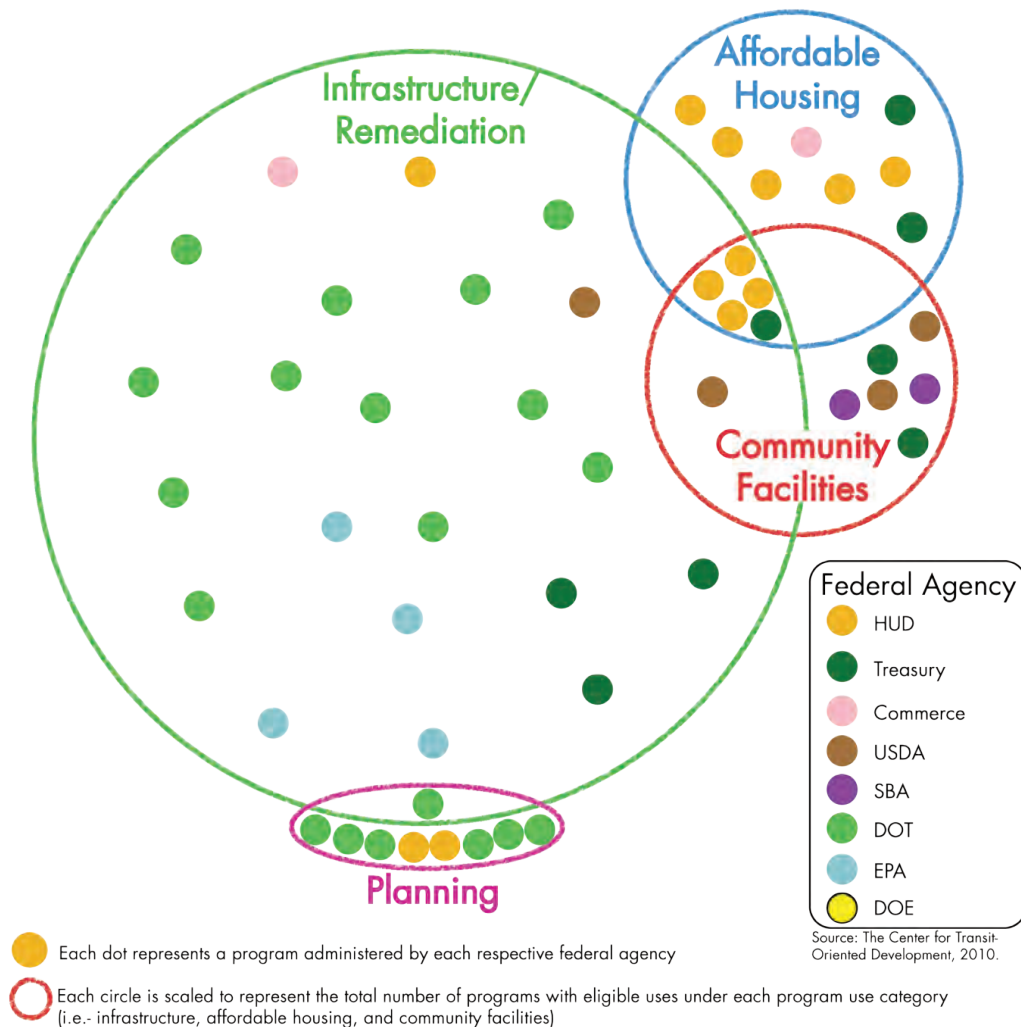 Infrastructure/
Remediation
Affordable
Housing
Community
Facilities
Planning
Federal Agency
HUD
Treasury
Commerce
USDA
SBA
DOT
EPA
DOE
Source: The Center for Transit-
Oriented Development, 2010.
Each dot represents a program administered by each respective federal agency
Each circle is scaled to represent the total number of programs with eligible uses under each program use category
(i.e.- infrastructure, affordable housing, and community facilities)